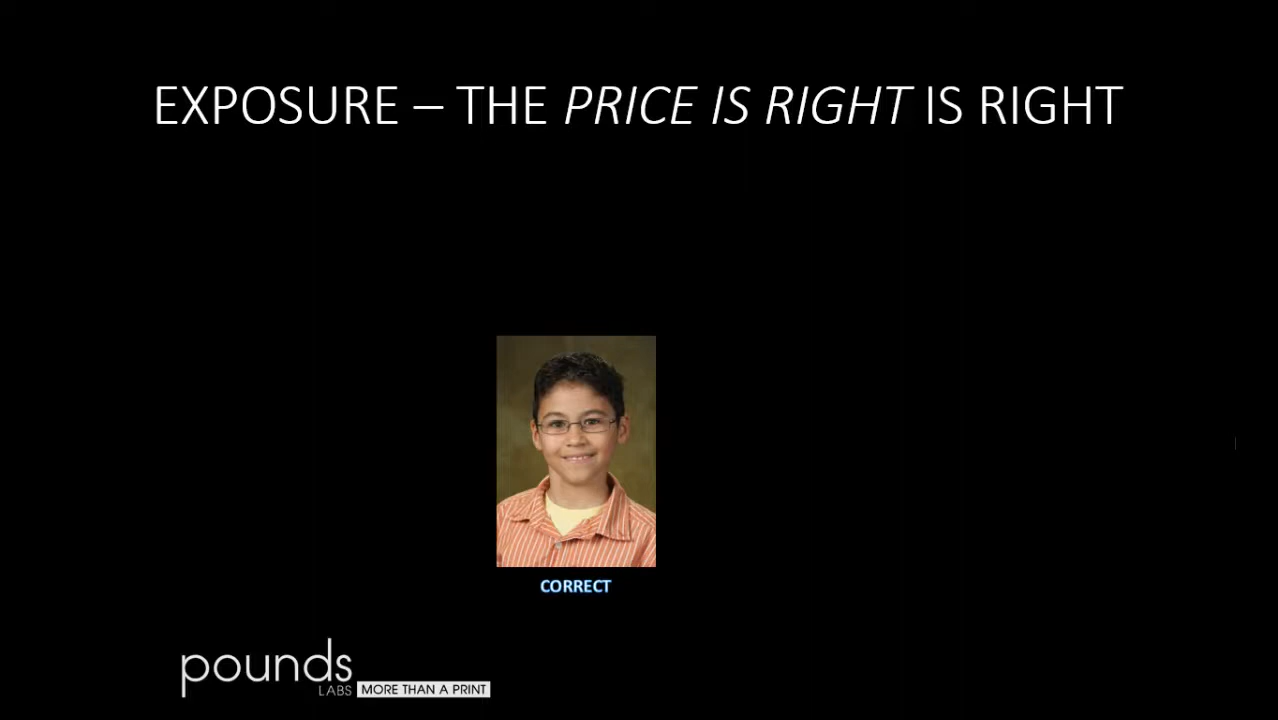 EXPOSURE – THE PRICE IS RIGHT IS RIGHT
CORRECT
pounds
LABS MORE THAN A PRINT